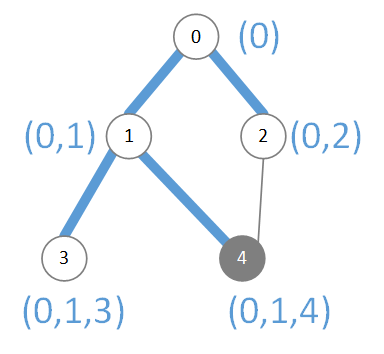 0 (0)
(0,1) 1 2 (0,2)
3 4
(0,1,3) (0,1,4)